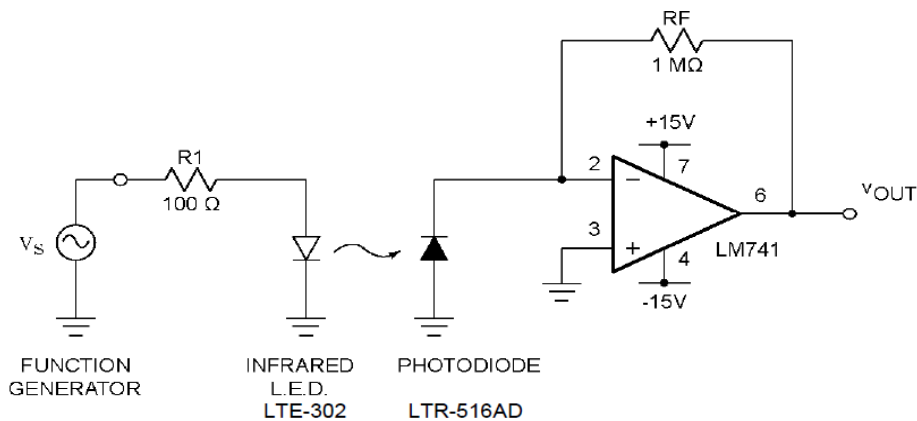 RF
1 MΩ
+15V
R1
100 Ω
2
7
−
6
vOUT
VS
3
+
4
LM741
-15V
FUNCTION
GENERATOR
INFRARED
L.E.D.
LTE-302
PHOTODIODE
LTR-516AD